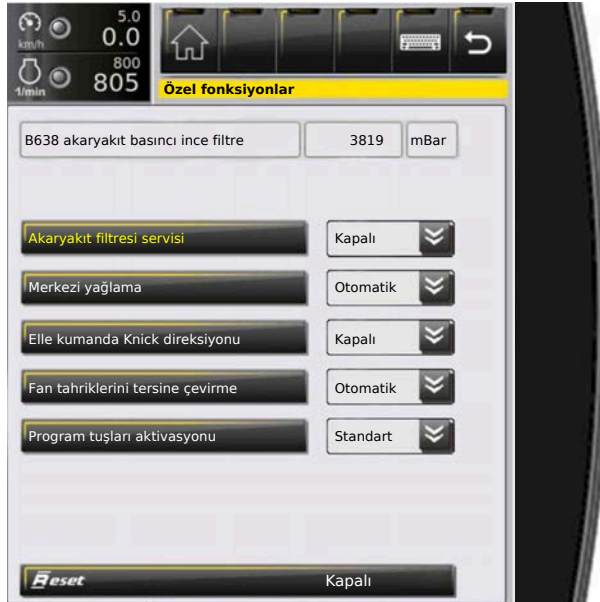 5.0
km/h 0.0
800
1/min 805
Özel fonksiyonlar
B638 akaryakıt basıncı ince filtre 3819 mBar
Akaryakıt filtresi servisi Kapalı
Merkezi yağlama Otomatik
Elle kumanda Knick direksiyonu Kapalı
Fan tahriklerini tersine çevirme Otomatik
Program tuşları aktivasyonu Standart
Reset Kapalı